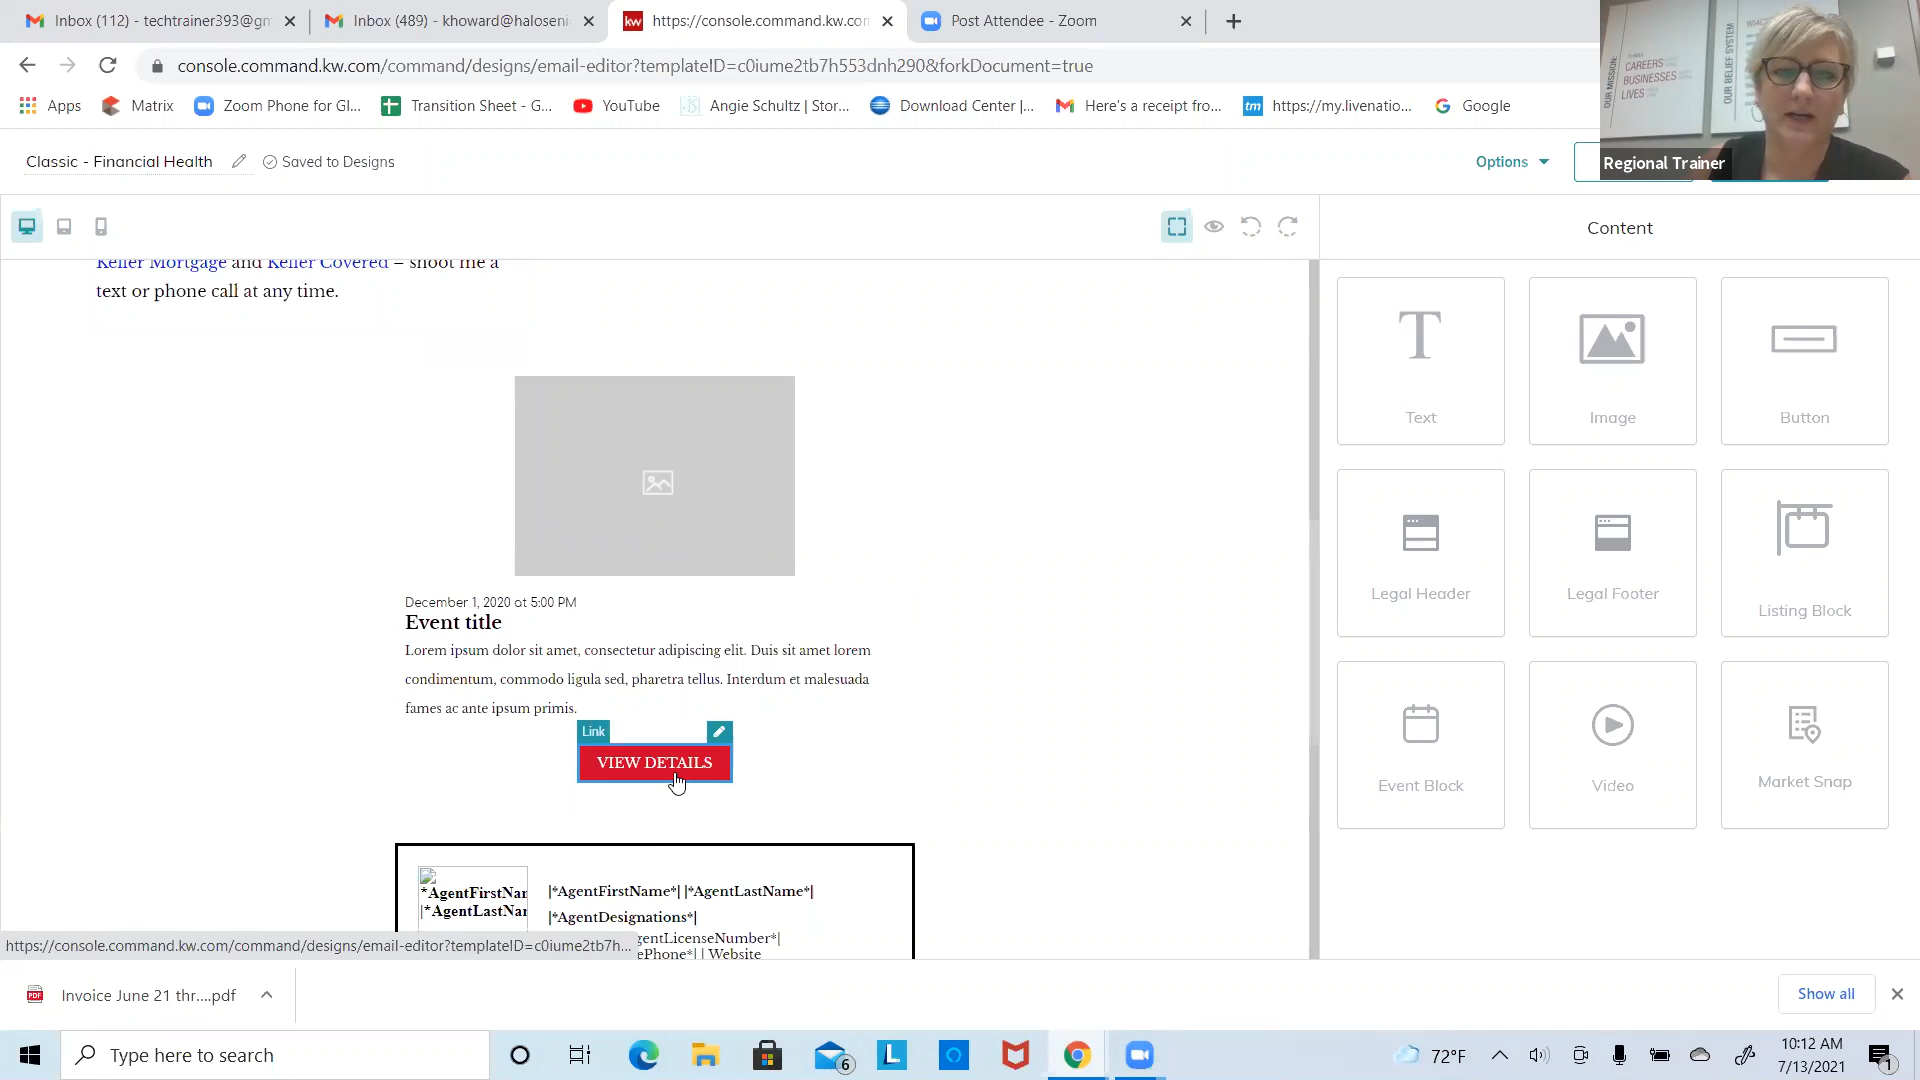 Inbox (112) - techtrainer393@gm
Inbox (489) - khoward@haloseni
kw
https://console.command.kw.con
Post Attendee - Zoom
console.command.kw.com/command/designs/email-editor?templateID=c0iume2tb7h553dnh290&forkDocument=true
Apps
Matrix
Zoom Phone for Gl...
Transition Sheet - G...
YouTube
Angie Schultz | Stor...
Download Center |...
Here's a receipt fro...
tm
https://my.livenatio...
Google
OUR MISSION:
CAREERS
BUSINESSES
LIVES
OUR BELIEF SYSTEM
Regional Trainer
Classic - Financial Health
Saved to Designs
Options
Content
Keller Mortgage and Keller Covered – shoot me a
text or phone call at any time.
December 1, 2020 at 5:00 PM
Event title
Lorem ipsum dolor sit amet, consectetur adipiscing elit. Duis sit amet lorem
condimentum, commodo ligula sed, pharetra tellus. Interdum et malesuada
fames ac ante ipsum primis.
Link
VIEW DETAILS
*AgentFirstNar
|*AgentLastNar
|*AgentFirstName*| |*AgentLastName*|
|*AgentDesignations*|
gentLicenseNumber*|
ePhone*| | Website
T
Text
Image
Button
Legal Header
Legal Footer
Listing Block
Event Block
Video
Market Snap
https://console.command.kw.com/command/designs/email-editor?templateID=c0iume2tb7h...
PDF
Invoice June 21 thr....pdf
Show all
Type here to search
6
L
72°F
10:12 AM
7/13/2021
1